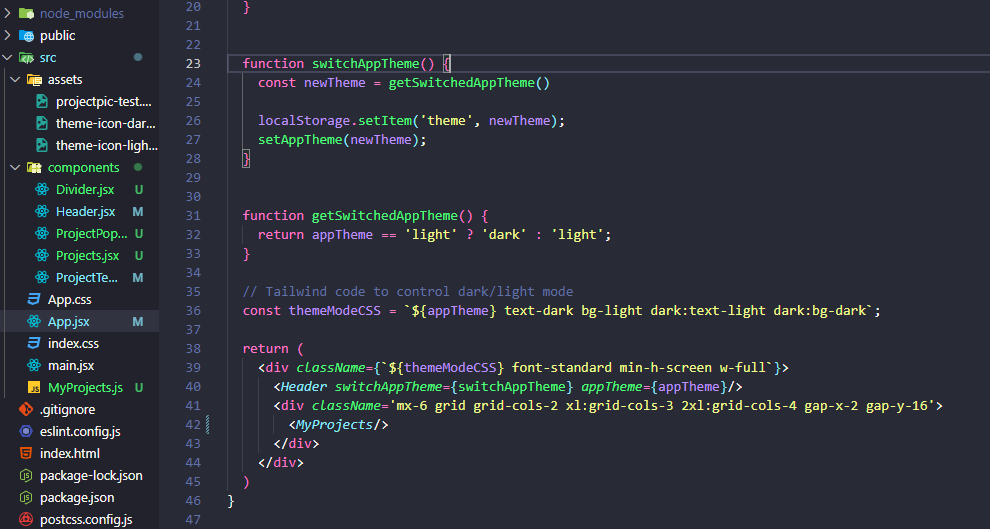 node_modules
public
src
assets
projectpic-test....
theme-icon-dar...
theme-icon-ligh...
components
Divider.jsx U
Header.jsx M
ProjectPop... U
Projects.jsx U
ProjectTe... M
App.css
App.jsx M
index.css
main.jsx
JS MyProjects.js U
.gitignore
eslint.config.js
index.html
package-lock.json
package.json
postcss.config.js
20 }
21
22
23 function switchAppTheme() {
24 const newTheme = getSwitchedAppTheme()
25
26 localStorage.setItem('theme', newTheme);
27 setAppTheme(newTheme);
28 }
29
30
31 function getSwitchedAppTheme() {
32 return appTheme == 'light' ? 'dark' : 'light';
33 }
34
35 // Tailwind code to control dark/light mode
36 const themeModeCSS = `${appTheme} text-dark bg-light dark:text-light dark:bg-dark`;
37
38 return (
39 <div className={`${themeModeCSS} font-standard min-h-screen w-full`}>
40 <Header switchAppTheme={switchAppTheme} appTheme={appTheme}/>
41 <div className='mx-6 grid grid-cols-2 xl:grid-cols-3 2xl:grid-cols-4 gap-x-2 gap-y-16'>
42 <MyProjects/>
43 </div>
44 </div>
45 )
46 }
47